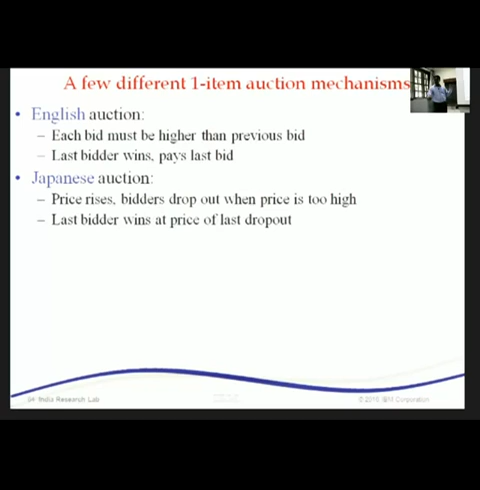 A few different 1-item auction mechanisms
• English auction:
– Each bid must be higher than previous bid
– Last bidder wins, pays last bid
• Japanese auction:
– Price rises, bidders drop out when price is too high
– Last bidder wins at price of last dropout
India Research Lab
© 2010 IBM Corporation